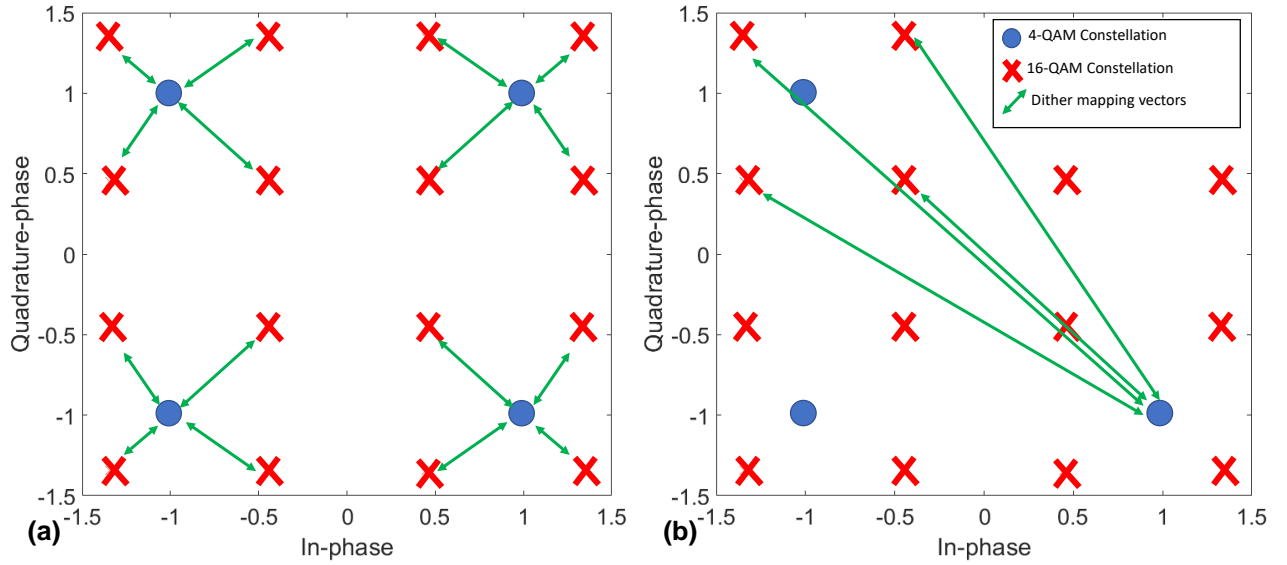 1.5
1
0.5
0
-0.5
-1
-1.5
Quadrature-phase
-1.5 -1 -0.5 0 0.5 1 1.5
In-phase
(a)
1.5
1
0.5
0
-0.5
-1
-1.5
Quadrature-phase
4-QAM Constellation
16-QAM Constellation
Dither mapping vectors
-1.5 -1 -0.5 0 0.5 1 1.5
In-phase
(b)